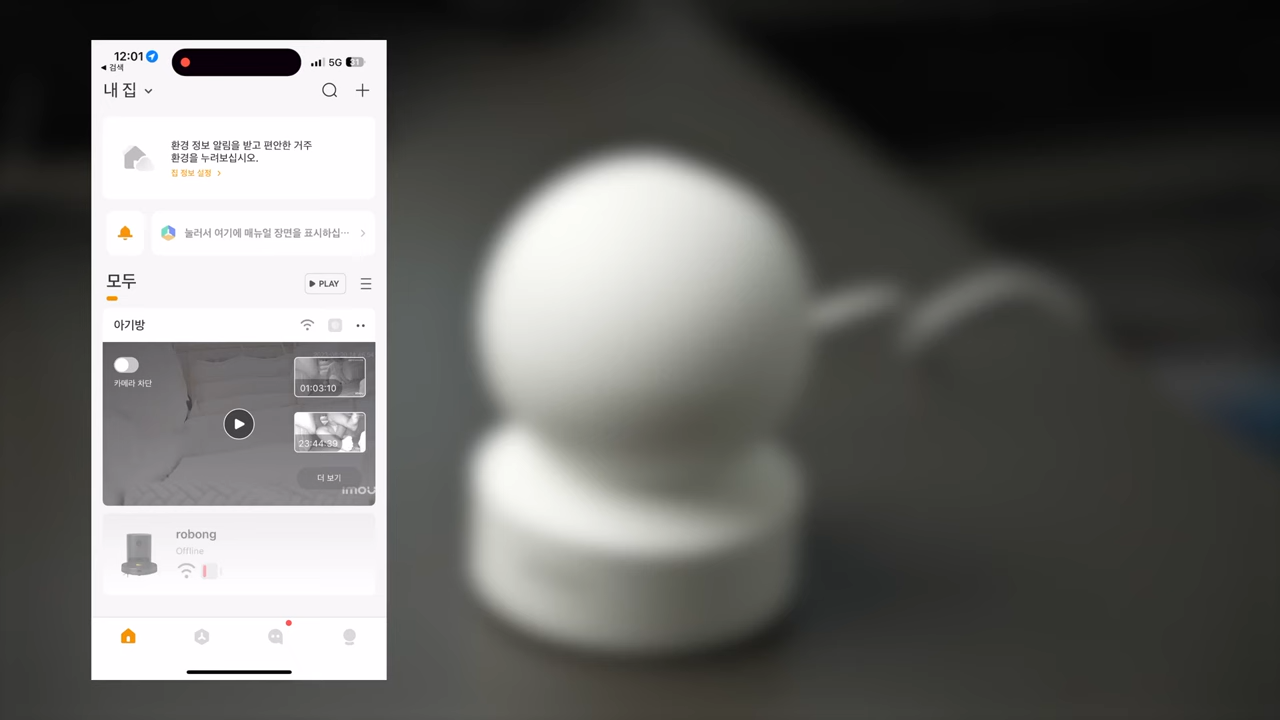 12:01
5G 31
◀ 검색
내 집
환경 정보 알림을 받고 편안한 거주
환경을 누려보십시오.
집 정보 설정 >
눌러서 여기에 매뉴얼 장면을 표시하십… >
모두
PLAY
아기방
카메라 차단
01:03:10
23:44:39
더 보기
imou
robong
Offline